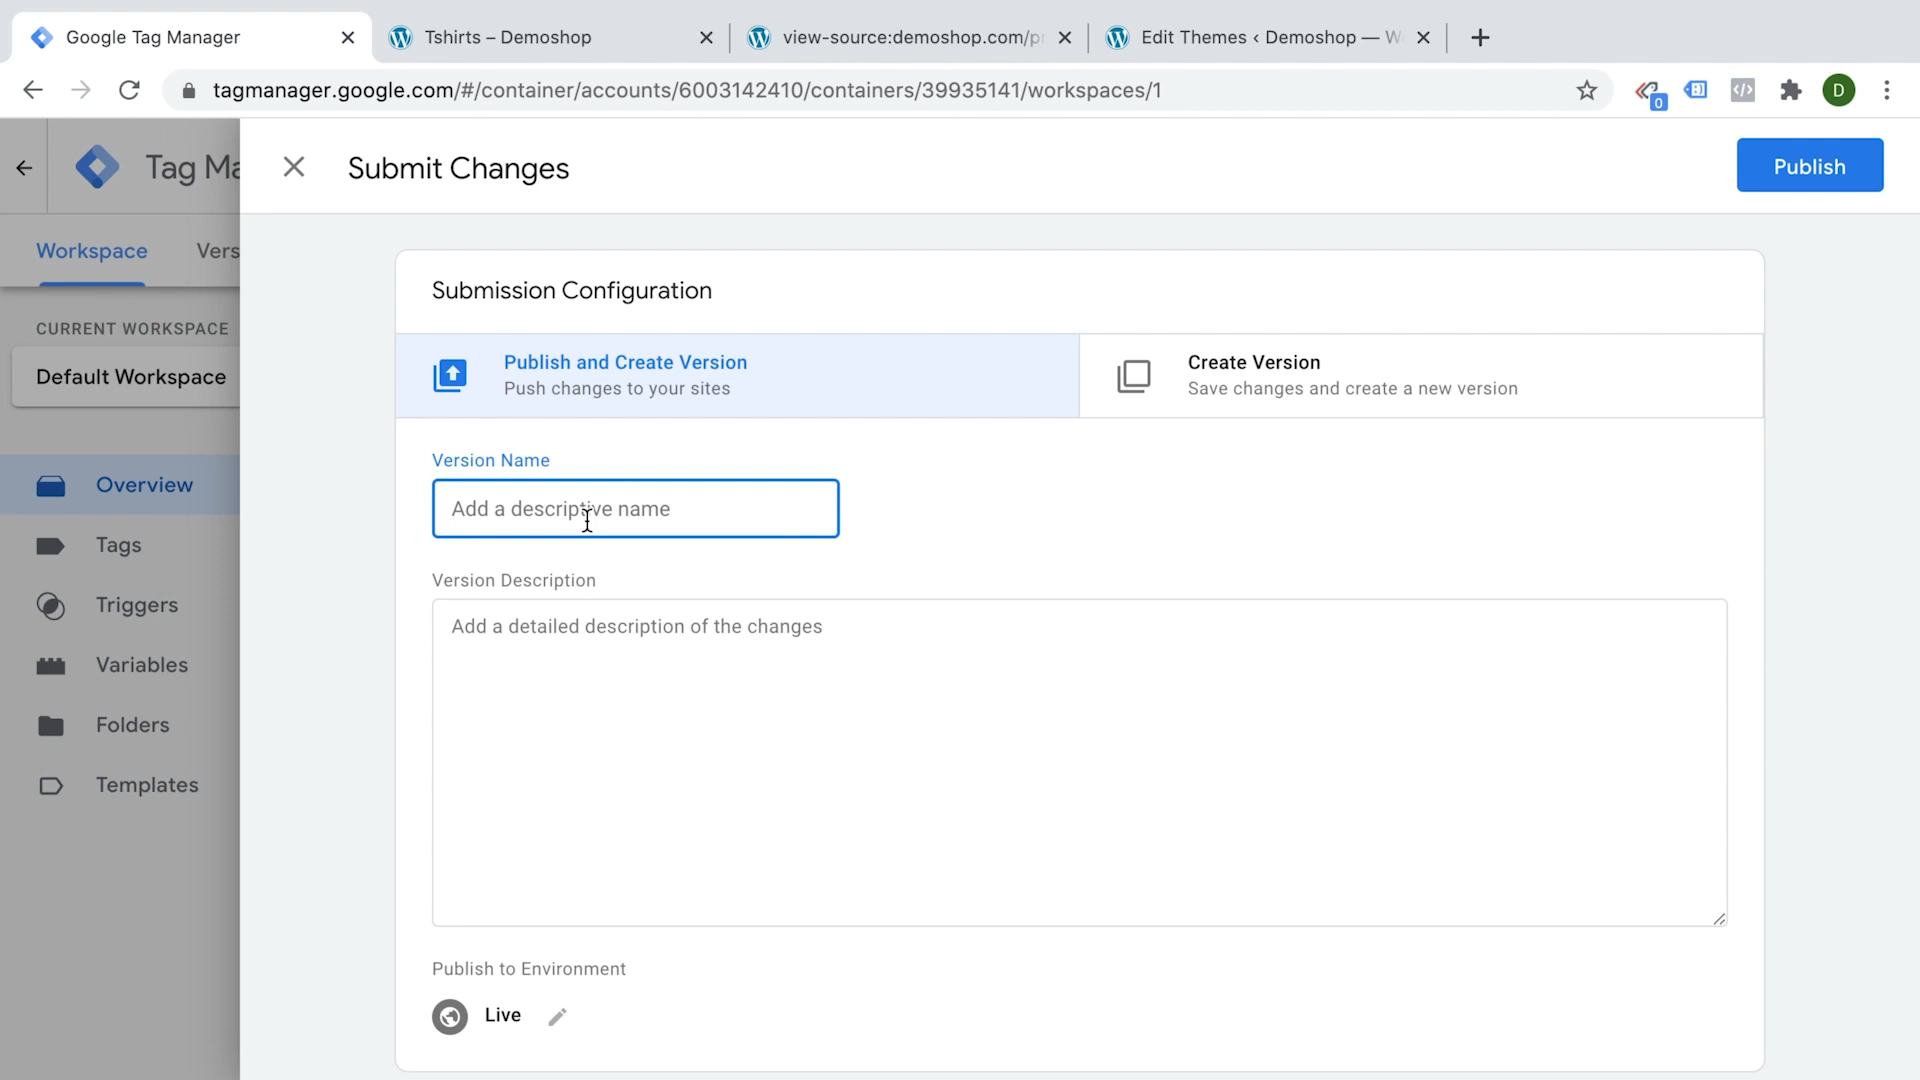 Google Tag Manager
Tshirts – Demoshop
view-source:demoshop.com/p
Edit Themes ‹ Demoshop — W
tagmanager.google.com/#/container/accounts/6003142410/containers/39935141/workspaces/1
0
D
Tag Ma
Submit Changes
Publish
Workspace
Vers
Submission Configuration
CURRENT WORKSPACE
Default Workspace
Publish and Create Version
Push changes to your sites
Create Version
Save changes and create a new version
Version Name
Add a descriptive name
Overview
Tags
Triggers
Variables
Folders
Templates
Version Description
Add a detailed description of the changes
Publish to Environment
Live